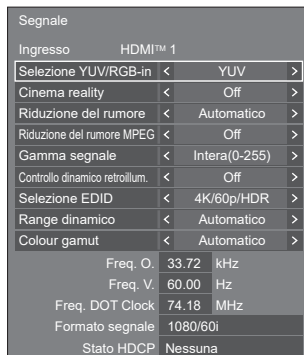 Segnale
Ingresso HDMI™ 1
Selezione YUV/RGB-in < YUV >
Cinema reality < Off >
Riduzione del rumore < Automatico >
Riduzione del rumore MPEG < Off >
Gamma segnale < Intera(0-255) >
Controllo dinamico retroillum. < Off >
Selezione EDID < 4K/60p/HDR >
Range dinamico < Automatico >
Colour gamut < Automatico >
Freq. O. 33.72 kHz
Freq. V. 60.00 Hz
Freq. DOT Clock 74.18 MHz
Formato segnale 1080/60i
Stato HDCP Nessuna